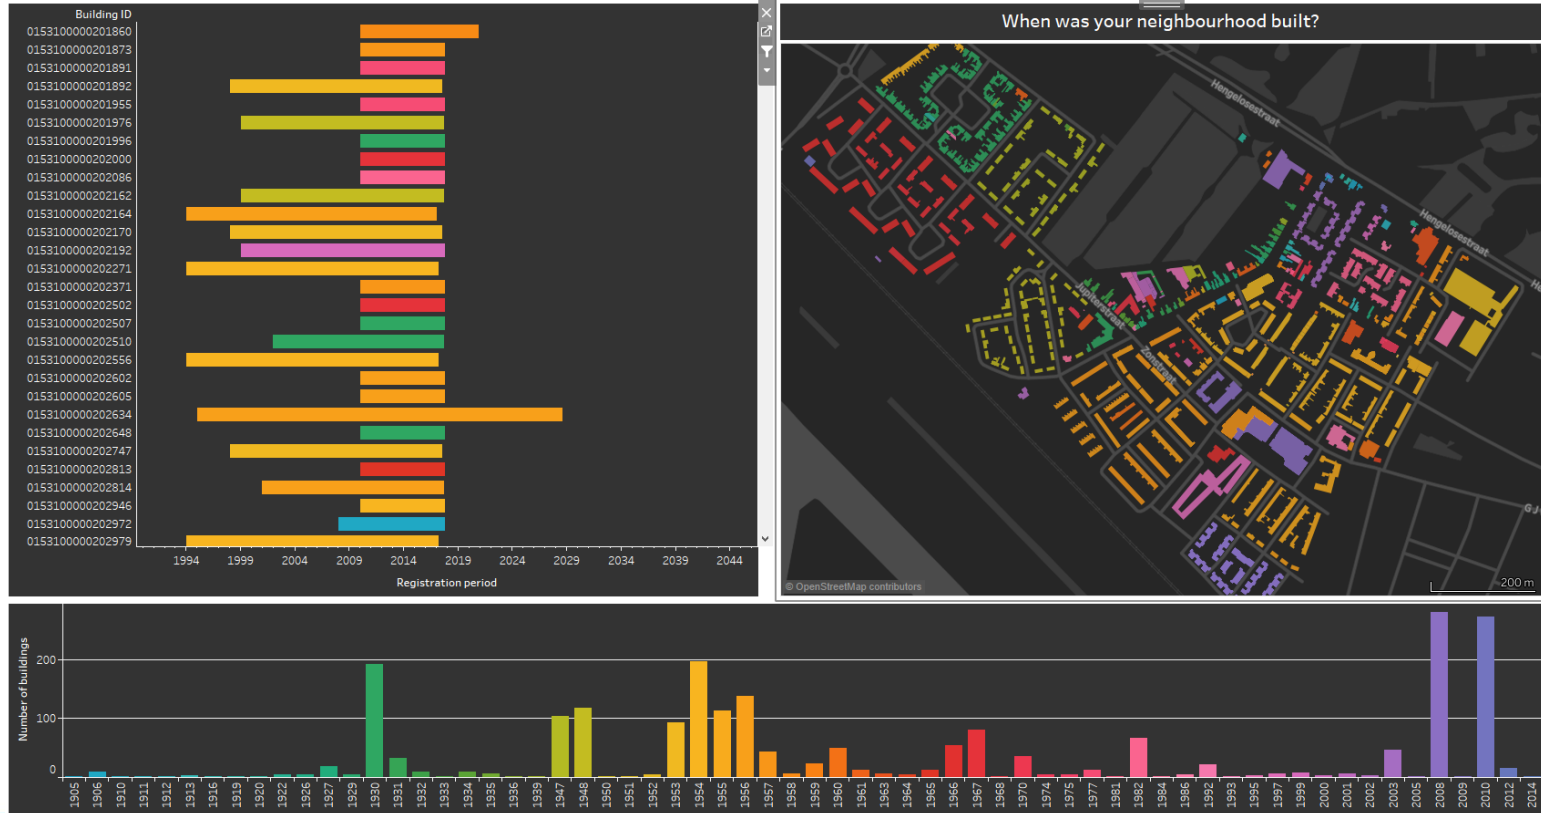 Building ID
0153100000201860
0153100000201873
0153100000201891
0153100000201892
0153100000201955
0153100000201976
0153100000201996
0153100000202000
0153100000202086
0153100000202162
0153100000202164
0153100000202170
0153100000202192
0153100000202271
0153100000202371
0153100000202502
0153100000202507
0153100000202510
0153100000202556
0153100000202602
0153100000202605
0153100000202634
0153100000202648
0153100000202747
0153100000202813
0153100000202814
0153100000202946
0153100000202972
0153100000202979
1994 1999 2004 2009 2014 2019 2024 2029 2034 2039 2044
Registration period
When was your neighbourhood built?
Hengelosestraat
Hengelosestraat
He
Jupiterstraat
Zonstraat
G J
© OpenStreetMap contributors
200 m
Number of buildings
200
100
0
1905 1906 1910 1911 1912 1913 1916 1919 1920 1922 1926 1927 1929 1930 1931 1932 1933 1934 1935 1936 1939 1947 1948 1950 1951 1952 1953 1954 1955 1956 1957 1958 1959 1960 1961 1963 1964 1965 1966 1967 1968 1970 1974 1975 1977 1981 1982 1984 1986 1992 1993 1995 1997 1999 2000 2001 2002 2003 2005 2008 2009 2010 2012 2014